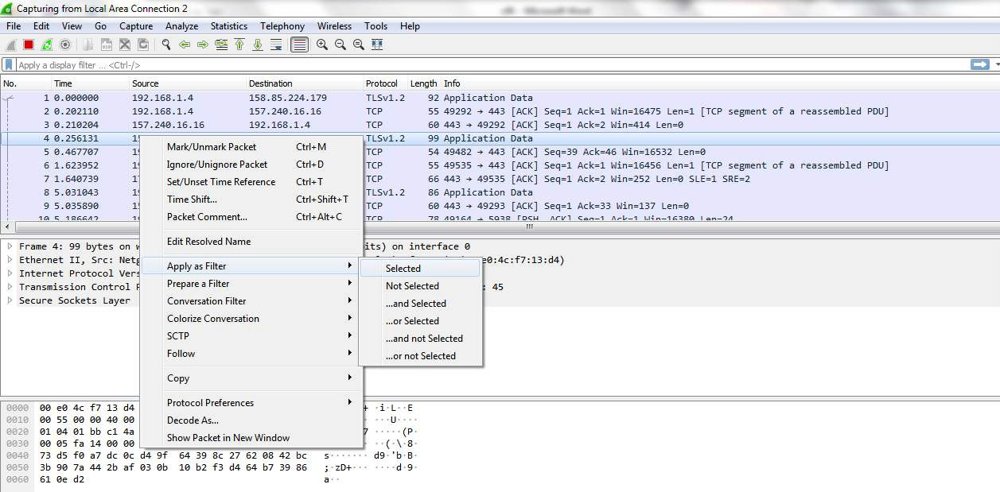 Capturing from Local Area Connection 2
File Edit View Go Capture Analyze Statistics Telephony Wireless Tools Help
Apply a display filter ... <Ctrl-/>
No. Time Source Destination Protocol Length Info
1 0.000000 192.168.1.4 158.85.224.179 TLSv1.2 92 Application Data
2 0.202110 192.168.1.4 157.240.16.16 TCP 55 49292 → 443 [ACK] Seq=1 Ack=1 Win=16475 Len=1 [TCP segment of a reassembled PDU]
3 0.210204 157.240.16.16 192.168.1.4 TCP 60 443 → 49292 [ACK] Seq=1 Ack=2 Win=414 Len=0
4 0.256131 15 TLSv1.2 99 Application Data
5 0.467707 19 TCP 54 49482 → 443 [ACK] Seq=39 Ack=46 Win=16532 Len=0
6 1.623952 19 TCP 55 49535 → 443 [ACK] Seq=1 Ack=1 Win=16456 Len=1 [TCP segment of a reassembled PDU]
7 1.640739 17 TCP 66 443 → 49535 [ACK] Seq=1 Ack=2 Win=252 Len=0 SLE=1 SRE=2
8 5.031043 19 TLSv1.2 86 Application Data
9 5.035890 15 TCP 60 443 → 49293 [ACK] Seq=1 Ack=33 Win=137 Len=0
10 5.186642 19 TCP 78 49164 → 5938 [PSH, ACK] Seq=1 Ack=1 Win=16380 Len=24
Mark/Unmark Packet Ctrl+M
Ignore/Unignore Packet Ctrl+D
Set/Unset Time Reference Ctrl+T
Time Shift... Ctrl+Shift+T
Packet Comment... Ctrl+Alt+C
Edit Resolved Name
Apply as Filter
Prepare a Filter
Conversation Filter
Colorize Conversation
SCTP
Follow
Copy
Protocol Preferences
Decode As...
Show Packet in New Window
Selected
Not Selected
...and Selected
...or Selected
...and not Selected
...or not Selected
Frame 4: 99 bytes on w its) on interface 0
Ethernet II, Src: Netg e0:4c:f7:13:d4)
Internet Protocol Vers
Transmission Control P : 45
Secure Sockets Layer
0000 00 e0 4c f7 13 d4 + ·iL··E
0010 00 55 00 00 40 00 ···U····
0020 01 04 01 bb c1 4a 7 ·····(P·
0030 00 05 fa 14 00 00 ··(·\·8·
0040 73 d5 f0 a7 dc 0c d4 9f 64 39 8c 27 62 08 42 bc s······· d9·'b·B·
0050 3b 90 7a 44 2b af 03 0b 10 b2 f3 d4 64 b7 39 86 ;·zD+··· ····d·9·
0060 61 0e d2 a··